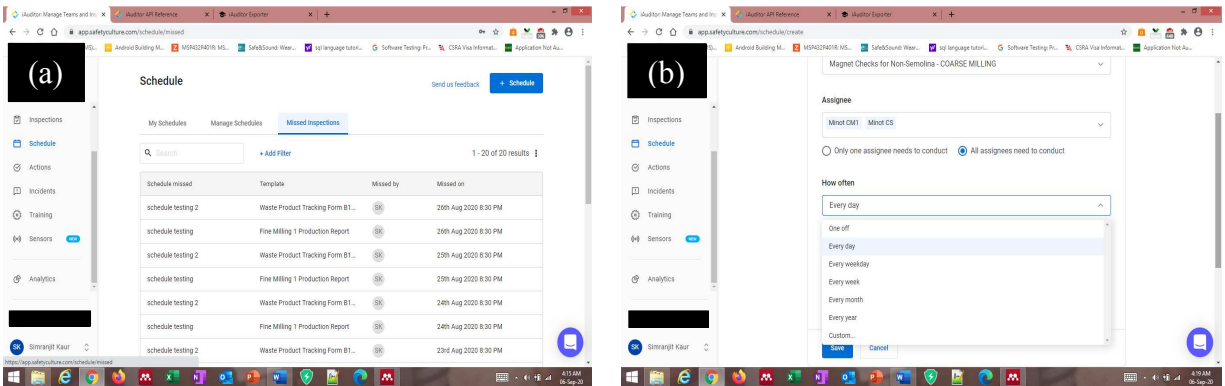 iAuditor: Manage Teams and Ins
iAuditor API Reference
iAuditor Exporter
app.safetyculture.com/schedule/missed
Android Building M...
MSP432P401R: MS...
Safe&Sound: Wear...
sql language tutori...
Software Testing: Pr...
CSRA Visa Informat...
Application Not Au...
(a)
Inspections
Schedule
Actions
Incidents
Training
Sensors NEW
Analytics
SK Simranjit Kaur
https://app.safetyculture.com/schedule/missed
Schedule
Send us feedback
+ Schedule
My Schedules Manage Schedules Missed Inspections
Search + Add Filter 1 - 20 of 20 results
Schedule missed Template Missed by Missed on
schedule testing 2 Waste Product Tracking Form B1... SK 26th Aug 2020 8:30 PM
schedule testing Fine Milling 1 Production Report SK 26th Aug 2020 8:30 PM
schedule testing 2 Waste Product Tracking Form B1... SK 25th Aug 2020 8:30 PM
schedule testing Fine Milling 1 Production Report SK 25th Aug 2020 8:30 PM
schedule testing 2 Waste Product Tracking Form B1... SK 24th Aug 2020 8:30 PM
schedule testing Fine Milling 1 Production Report SK 24th Aug 2020 8:30 PM
schedule testing 2 Waste Product Tracking Form B1... SK 23rd Aug 2020 8:30 PM
4:15 AM
06-Sep-20
iAuditor: Manage Teams and Ins
iAuditor API Reference
iAuditor Exporter
app.safetyculture.com/schedule/create
Android Building M...
MSP432P401R: MS...
Safe&Sound: Wear...
sql language tutori...
Software Testing: Pr...
CSRA Visa Informat...
Application Not Au...
(b)
Inspections
Schedule
Actions
Incidents
Training
Sensors NEW
Analytics
SK Simranjit Kaur
Magnet Checks for Non-Semolina - COARSE MILLING
Assignee
Minot CM1 Minot CS
Only one assignee needs to conduct All assignees need to conduct
How often
Every day
One off
Every day
Every weekday
Every week
Every month
Every year
Custom...
Save Cancel
4:19 AM
06-Sep-20